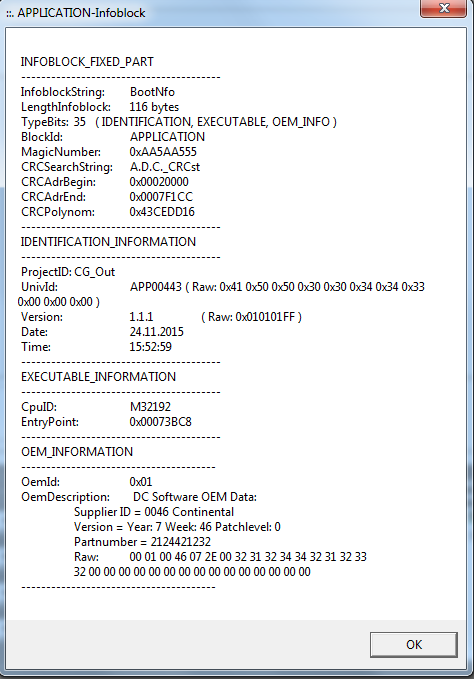 ::. APPLICATION-Infoblock
INFOBLOCK_FIXED_PART
---------------------------------------
InfoblockString: BootNfo
LengthInfoblock: 116 bytes
TypeBits: 35 ( IDENTIFICATION, EXECUTABLE, OEM_INFO )
BlockId: APPLICATION
MagicNumber: 0xAA5AA555
CRCSearchString: A.D.C._CRCst
CRCAdrBegin: 0x00020000
CRCAdrEnd: 0x0007F1CC
CRCPolynom: 0x43CEDD16
---------------------------------------
IDENTIFICATION_INFORMATION
---------------------------------------
ProjectID: CG_Out
UnivId: APP00443 ( Raw: 0x41 0x50 0x50 0x30 0x30 0x34 0x34 0x33
0x00 0x00 0x00 )
Version: 1.1.1 ( Raw: 0x010101FF )
Date: 24.11.2015
Time: 15:52:59
---------------------------------------
EXECUTABLE_INFORMATION
---------------------------------------
CpuID: M32192
EntryPoint: 0x00073BC8
---------------------------------------
OEM_INFORMATION
--------------------------------------
OemId: 0x01
OemDescription: DC Software OEM Data:
Supplier ID = 0046 Continental
Version = Year: 7 Week: 46 Patchlevel: 0
Partnumber = 2124421232
Raw: 00 01 00 46 07 2E 00 32 31 32 34 34 32 31 32 33
32 00 00 00 00 00 00 00 00 00 00 00 00 00 00 00
--------------------------------------
OK